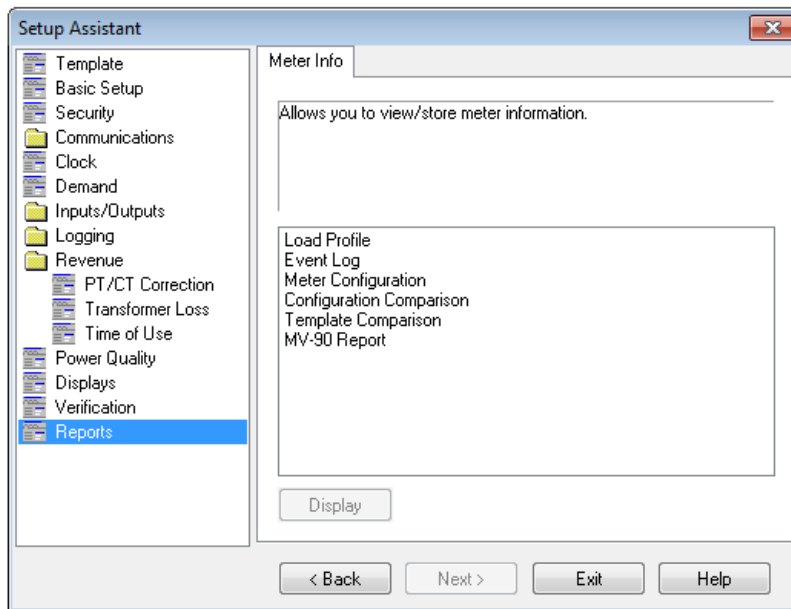 Setup Assistant
Template
Basic Setup
Security
Communications
Clock
Demand
Inputs/Outputs
Logging
Revenue
PT/CT Correction
Transformer Loss
Time of Use
Power Quality
Displays
Verification
Reports
Meter Info
Allows you to view/store meter information.
Load Profile
Event Log
Meter Configuration
Configuration Comparison
Template Comparison
MV-90 Report
Display
< Back
Next >
Exit
Help